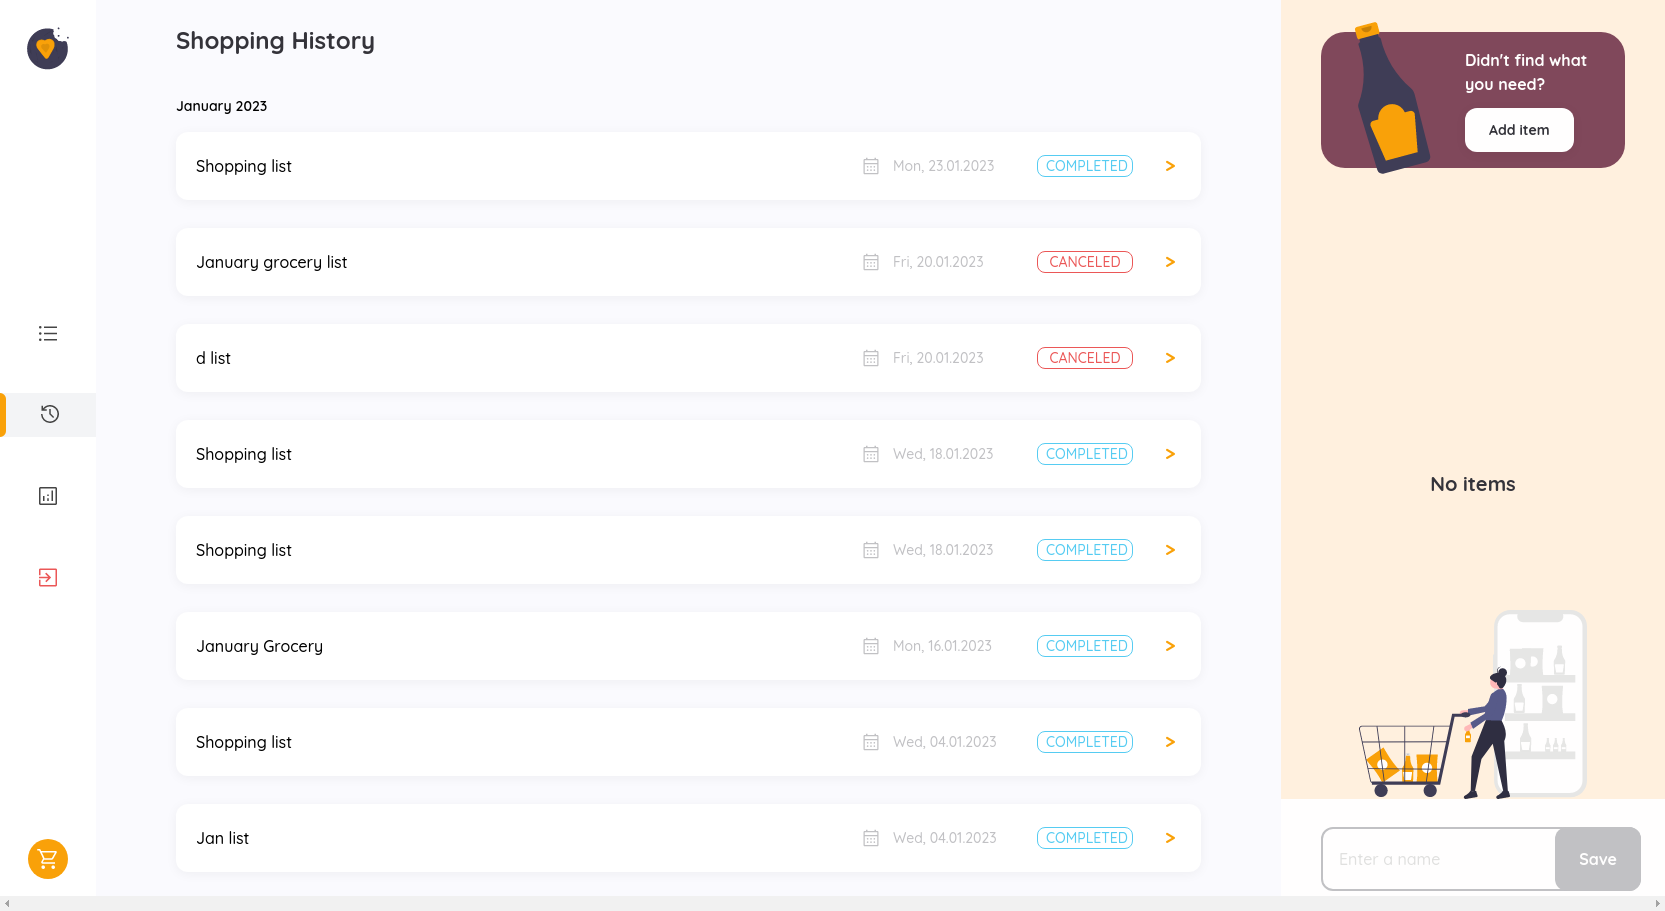 Shopping History
January 2023
Shopping list Mon, 23.01.2023 COMPLETED >
January grocery list Fri, 20.01.2023 CANCELED >
d list Fri, 20.01.2023 CANCELED >
Shopping list Wed, 18.01.2023 COMPLETED >
Shopping list Wed, 18.01.2023 COMPLETED >
January Grocery Mon, 16.01.2023 COMPLETED >
Shopping list Wed, 04.01.2023 COMPLETED >
Jan list Wed, 04.01.2023 COMPLETED >
Didn't find what
you need?
Add item
No items
Enter a name Save